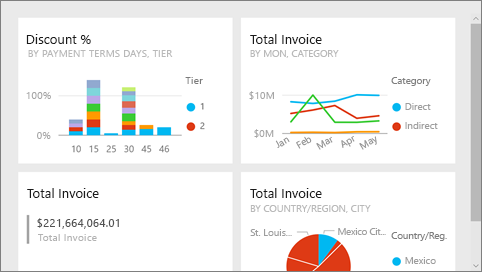 Discount %
BY PAYMENT TERMS DAYS, TIER
Tier
100%
0%
1
2
10 15 25 30 45 46
Total Invoice
BY MON, CATEGORY
Category
$10M
$0M
Direct
Indirect
Jan Feb Mar Apr May
Total Invoice
$221,664,064.01
Total Invoice
Total Invoice
BY COUNTRY/REGION, CITY
St. Louis...
Mexico Cit...
Country/Reg.
Mexico